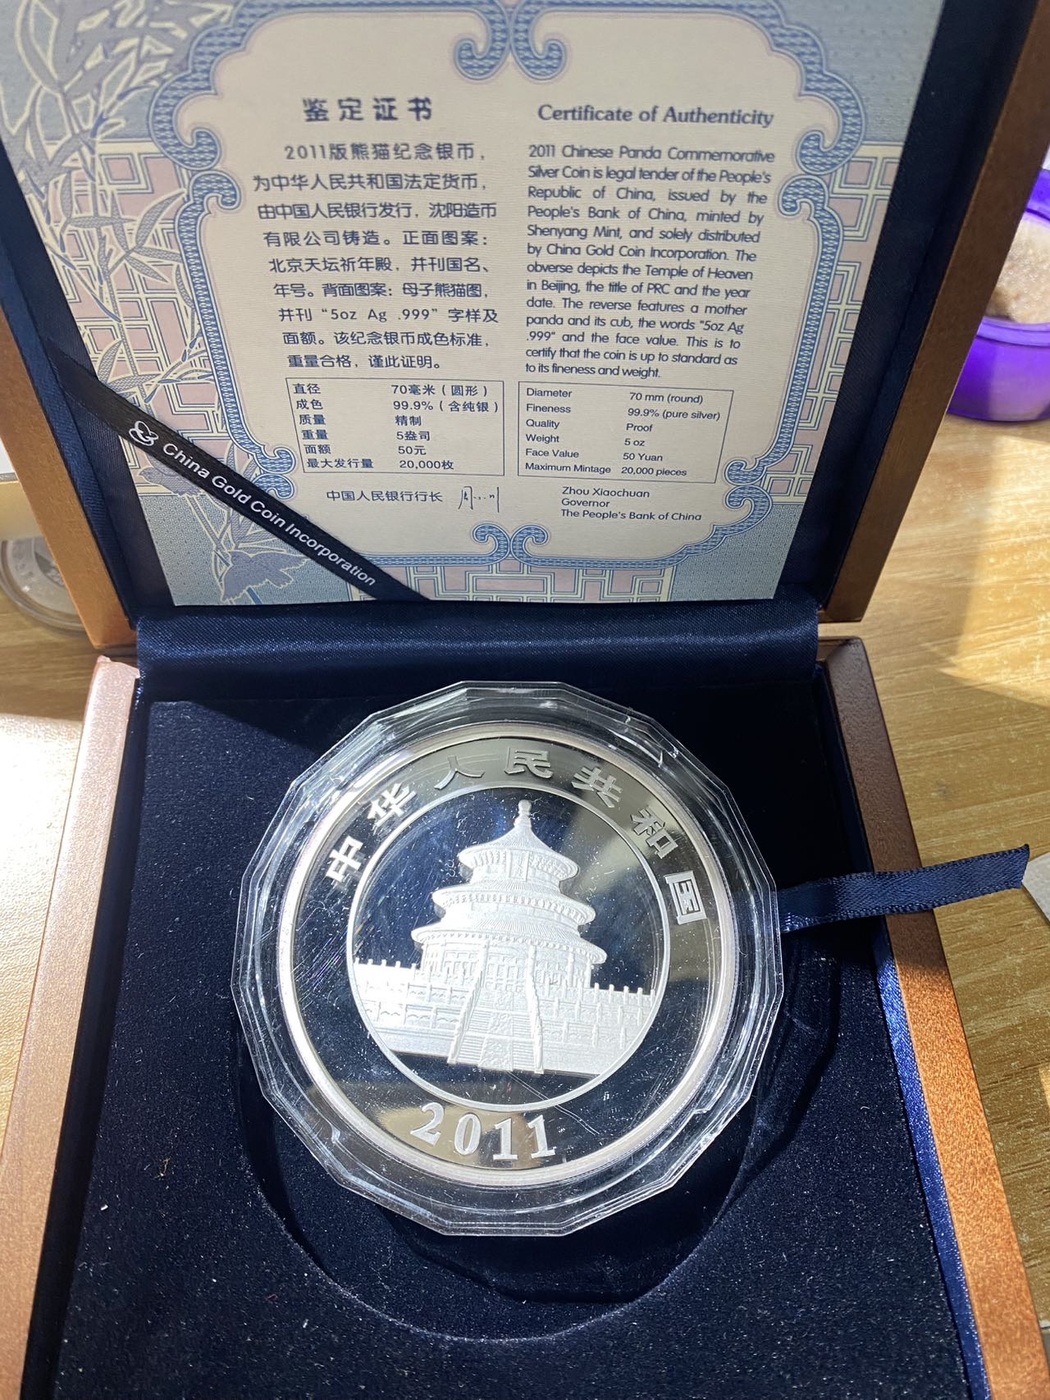 鉴定证书
2011版熊猫纪念银币，
为中华人民共和国法定货币，
由中国人民银行发行，沈阳造币
有限公司铸造。正面图案：
北京天坛祈年殿，并刊国名、
年号。背面图案：母子熊猫图，
并刊“5oz Ag .999”字样及
面额。该纪念银币成色标准，
重量合格，谨此证明。
直径 70毫米（圆形）
成色 99.9%（含纯银）
质量 精制
重量 5盎司
面额 50元
最大发行量 20,000枚
中国人民银行行长
Certificate of Authenticity
2011 Chinese Panda Commemorative
Silver Coin is legal tender of the People's
Republic of China, issued by the
People's Bank of China, minted by
Shenyang Mint, and solely distributed
by China Gold Coin Incorporation. The
obverse depicts the Temple of Heaven
in Beijing, the title of PRC and the year
date. The reverse features a mother
panda and its cub, the words "5oz Ag
.999" and the face value. This is to
certify that the coin is up to standard as
to its fineness and weight.
Diameter 70 mm (round)
Fineness 99.9% (pure silver)
Quality Proof
Weight 5 oz
Face Value 50 Yuan
Maximum Mintage 20,000 pieces
Zhou Xiaochuan
Governor
The People's Bank of China
China Gold Coin Incorporation
中华人民共和国
2011